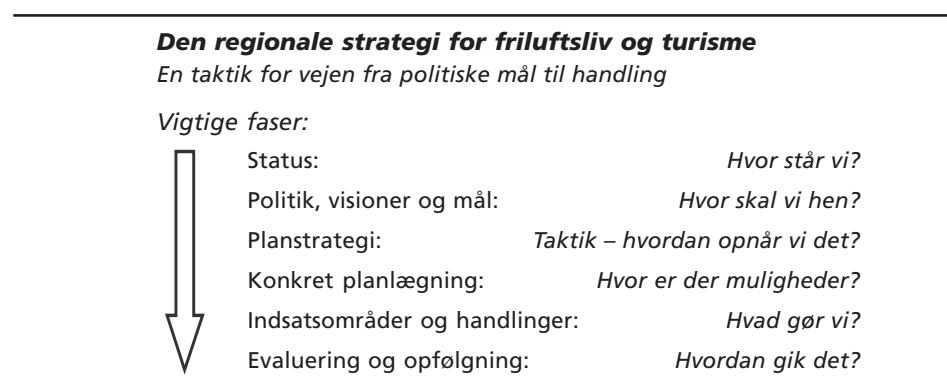 Den regionale strategi for friluftsliv og turisme
En taktik for vejen fra politiske mål til handling
Vigtige faser:
Status: Hvor står vi?
Politik, visioner og mål: Hvor skal vi hen?
Planstrategi: Taktik – hvordan opnår vi det?
Konkret planlægning: Hvor er der muligheder?
Indsatsområder og handlinger: Hvad gør vi?
Evaluering og opfølgning: Hvordan gik det?